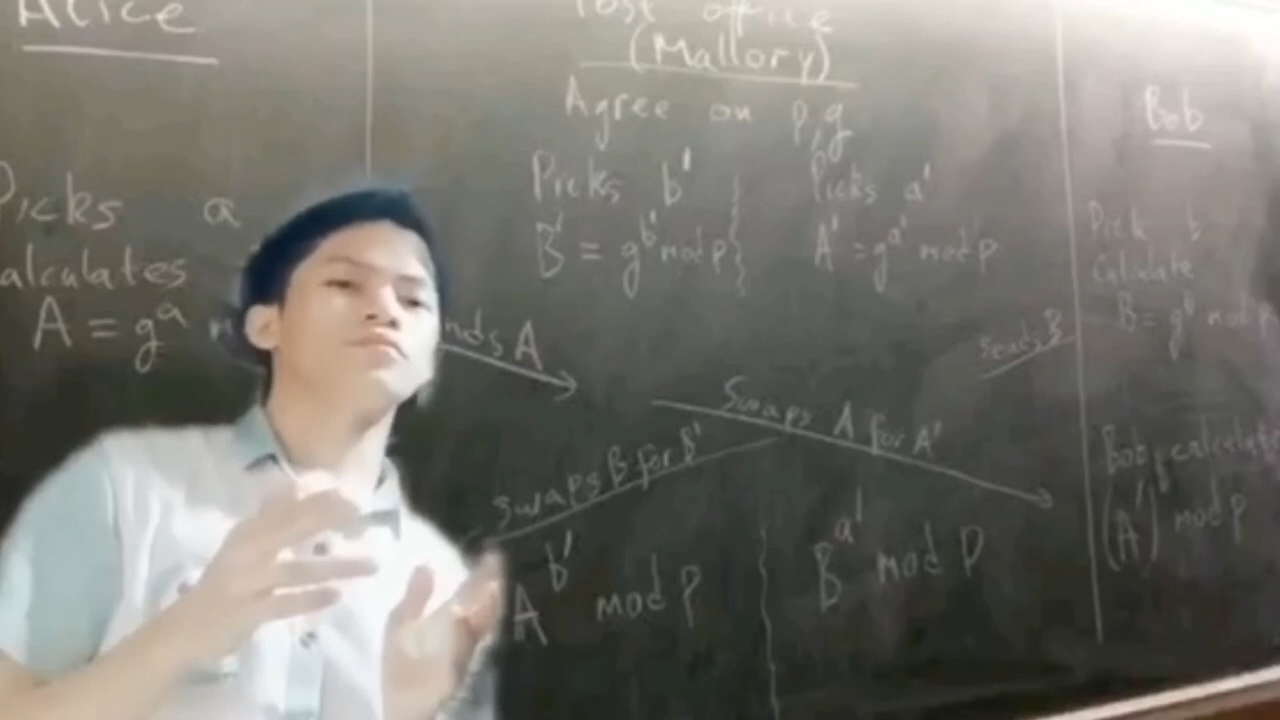 Alice
Picks a
calculates
A = g^a
Post office
(Mallory)
Agree on p,g
Picks b'
B' = g^b' mod p
Picks a'
A' = g^a' mod p
Bob
Pick b
Calculate
B = g^b mod p
sends B
nds A
Swaps A for A'
swaps B for B'
A^b' mod p
B^a' mod p
Bob calculate
(A') mod p